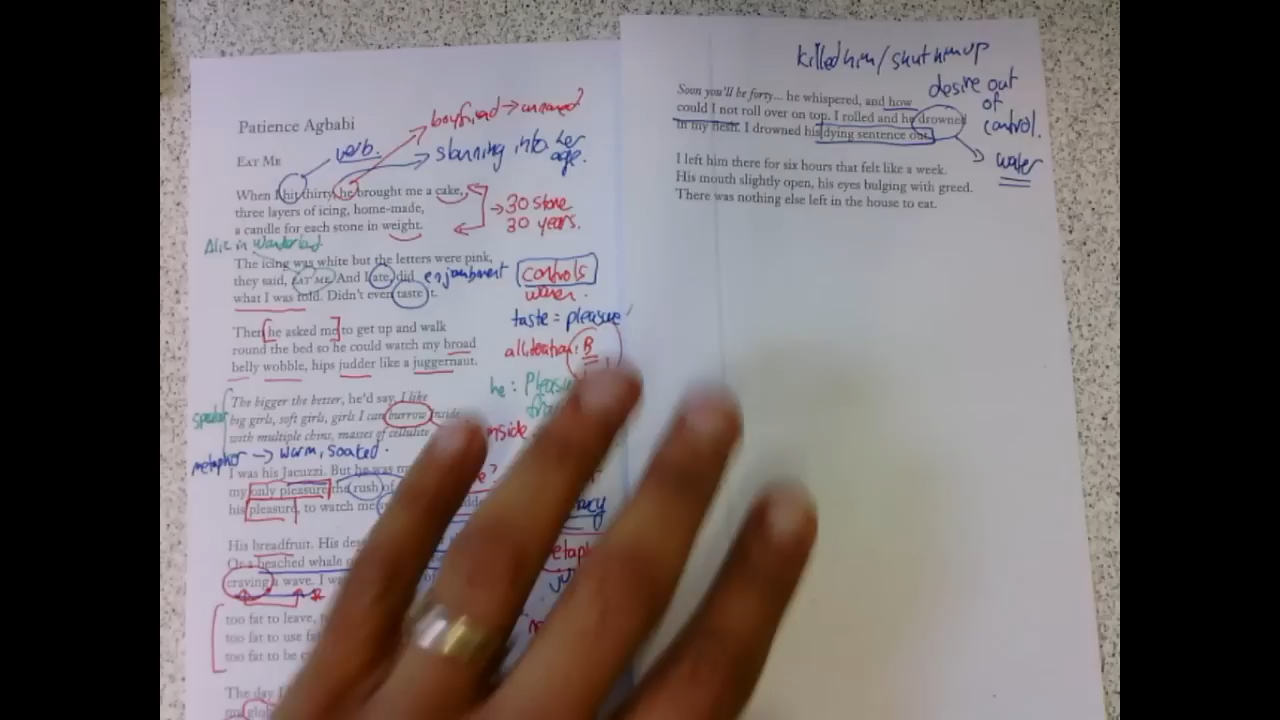 Patience Agbabi
EAT ME
When I hit thirty, he brought me a cake,
three layers of icing, home-made,
a candle for each stone in weight.
The icing was white but the letters were pink,
they said, EAT ME. And I ate, did
what I was told. Didn't even taste it.
Then he asked me to get up and walk
round the bed so he could watch my broad
belly wobble, hips judder like a juggernaut.
The bigger the better, he'd say, I like
big girls, soft girls, girls I can burrow inside
with multiple chins, masses of cellulite
I was his Jacuzzi. But he was my
my only pleasure the rush of
his pleasure, to watch me
His breadfruit. His
Or a beached whale
craving a wave. I was of
too fat to leave,
too fat to use
too fat to be
The day I
my
verb.
boyfriend → unnamed
slamming into her
age.
→ 30 stone
30 years.
Alice in Wonderland
enjambment
controls
taste = pleasure
alliteration: B
he:
speaker
inside
metaphor → warm, soaked.
killed him / shut him up
Soon you'll be forty... he whispered, and how
could I not roll over on top. I rolled and he drowned
in my flesh. I drowned his dying sentence out.
I left him there for six hours that felt like a week.
His mouth slightly open, his eyes bulging with greed.
There was nothing else left in the house to eat.
desire out
of
control.
water